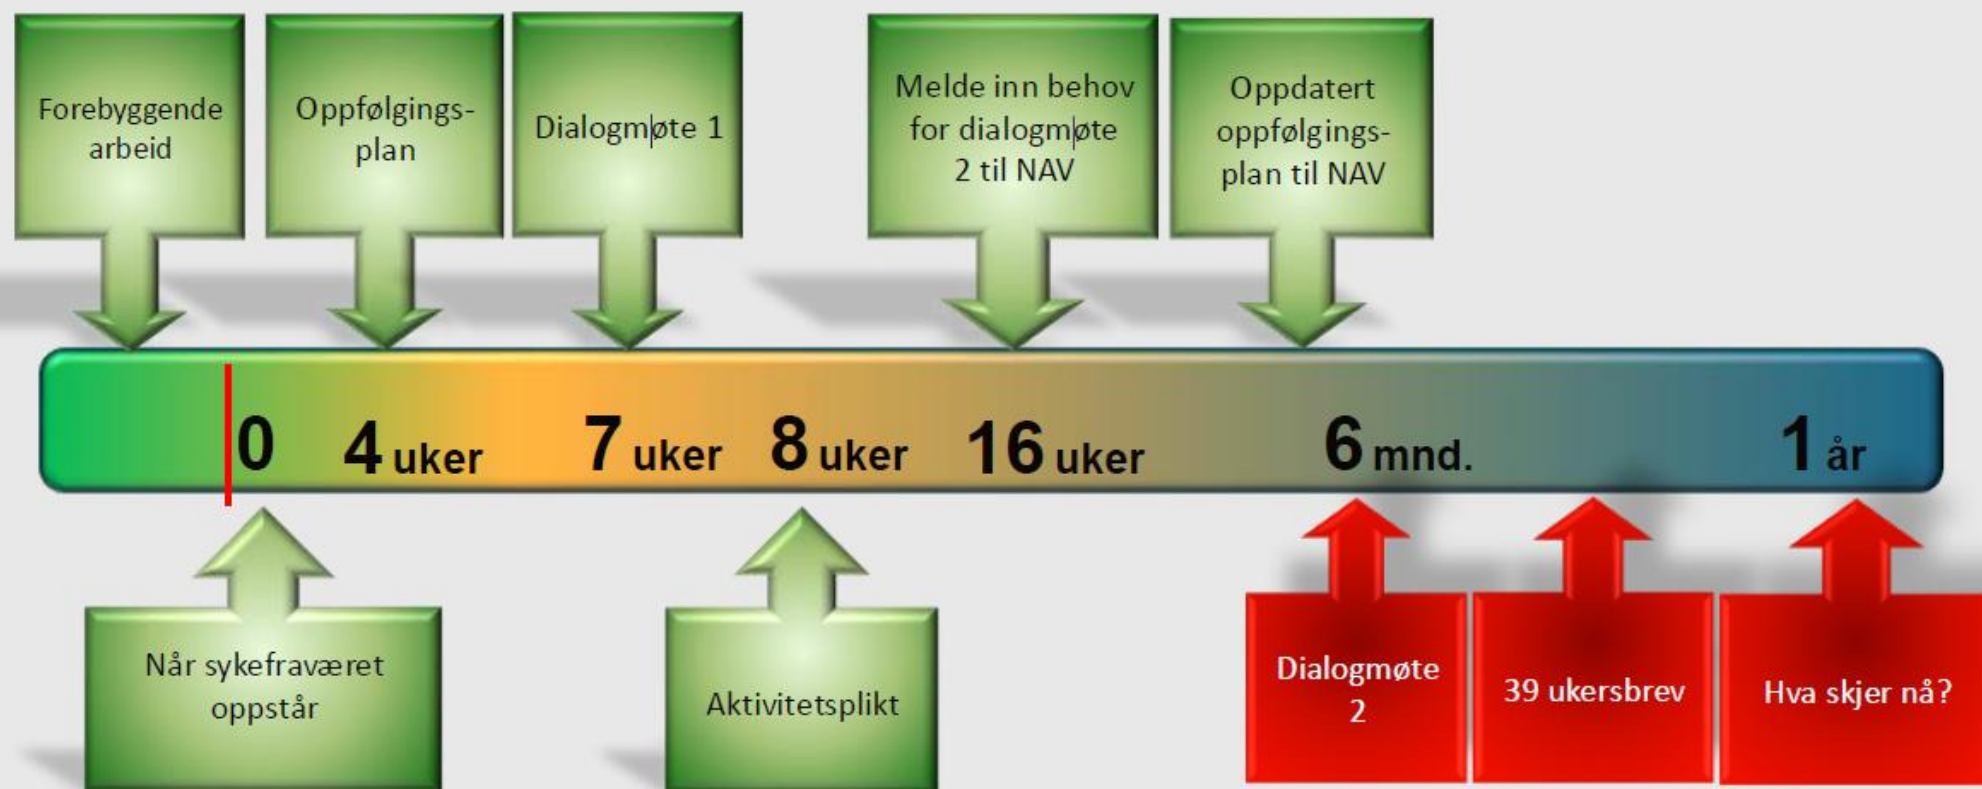 Forebyggende
arbeid
Oppfølgings-
plan
Dialogmøte 1
Melde inn behov
for dialogmøte
2 til NAV
Oppdatert
oppfølgings-
plan til NAV
0
4 uker
7 uker
8 uker
16 uker
6 mnd.
1 år
Når sykefraværet
oppstår
Aktivitetsplikt
Dialogmøte
2
39 ukersbrev
Hva skjer nå?